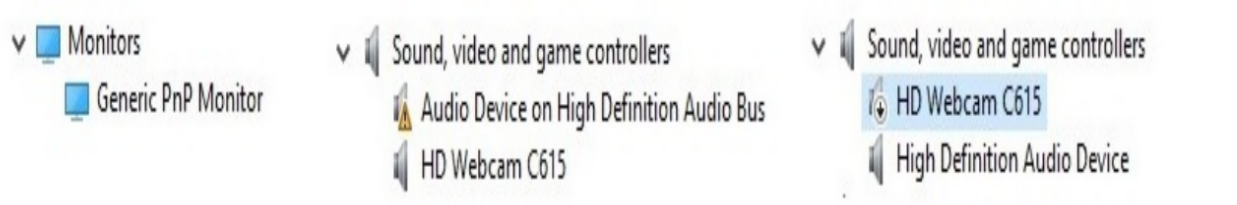 Monitors
Generic PnP Monitor
Sound, video and game controllers
Audio Device on High Definition Audio Bus
HD Webcam C615
Sound, video and game controllers
HD Webcam C615
High Definition Audio Device